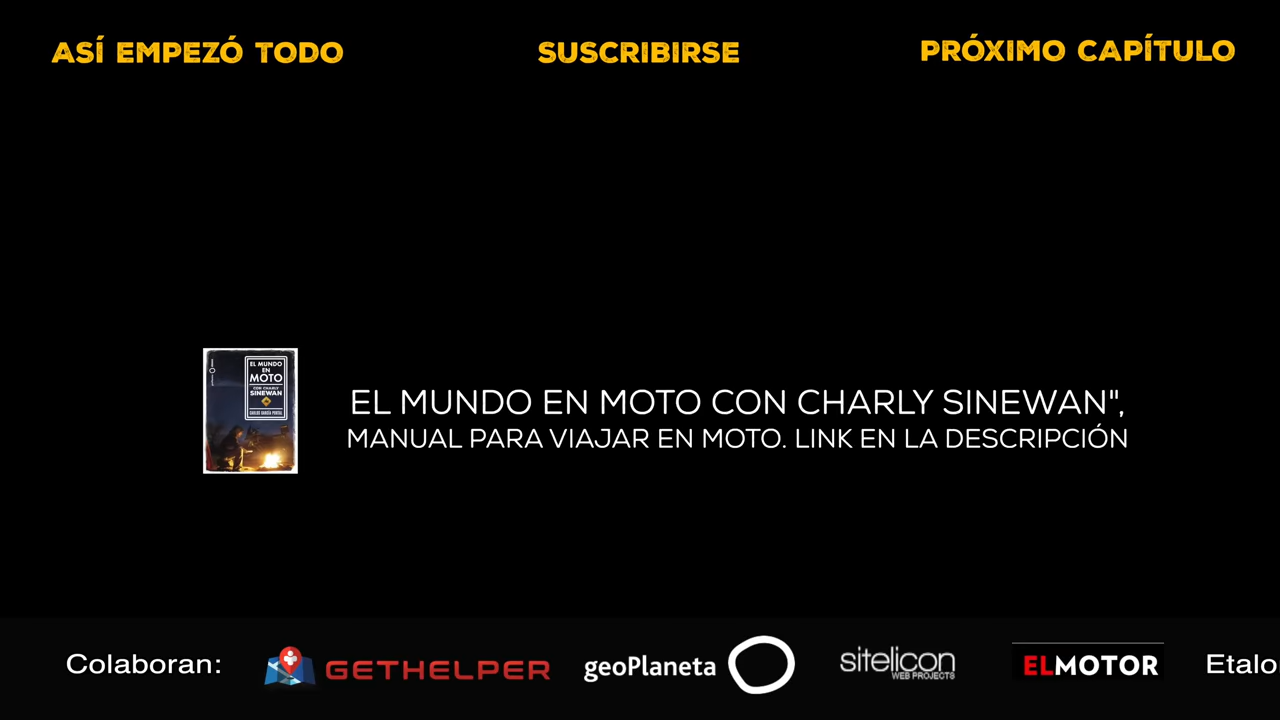 ASÍ EMPEZÓ TODO
SUSCRIBIRSE
PRÓXIMO CAPÍTULO
EL MUNDO
EN
MOTO
CON CHARLY
SINEWAN
EL MUNDO EN MOTO CON CHARLY SINEWAN",
MANUAL PARA VIAJAR EN MOTO. LINK EN LA DESCRIPCIÓN
Colaboran:
GETHELPER
geoPlaneta
sitelicon
WEB PROJECTS
ELMOTOR
Etalo